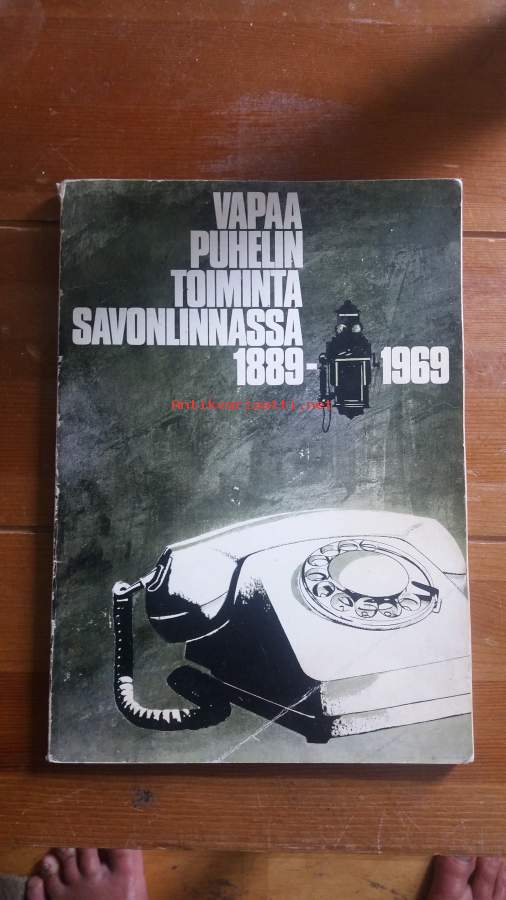 VAPAA
PUHELIN
TOIMINTA
SAVONLINNASSA
1889-1969
Antikvariaatti.net